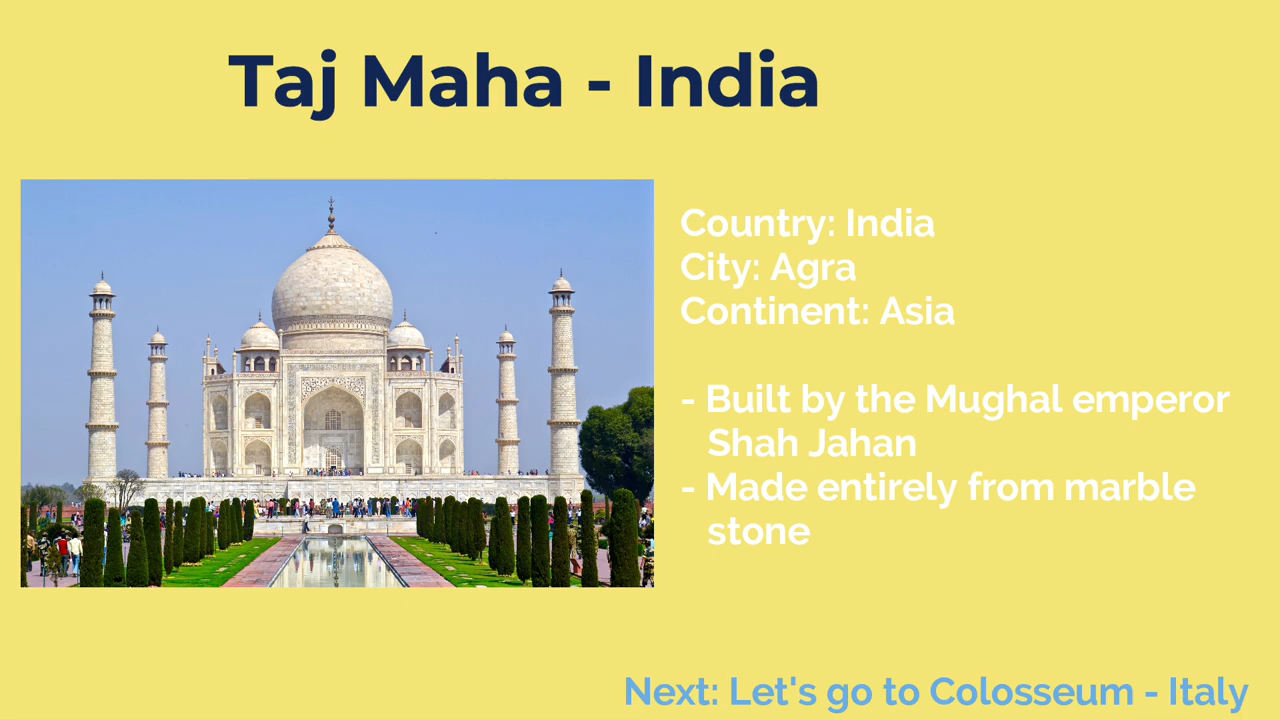 Taj Maha - India
Country: India
City: Agra
Continent: Asia
- Built by the Mughal emperor
Shah Jahan
- Made entirely from marble
stone
Next: Let's go to Colosseum - Italy